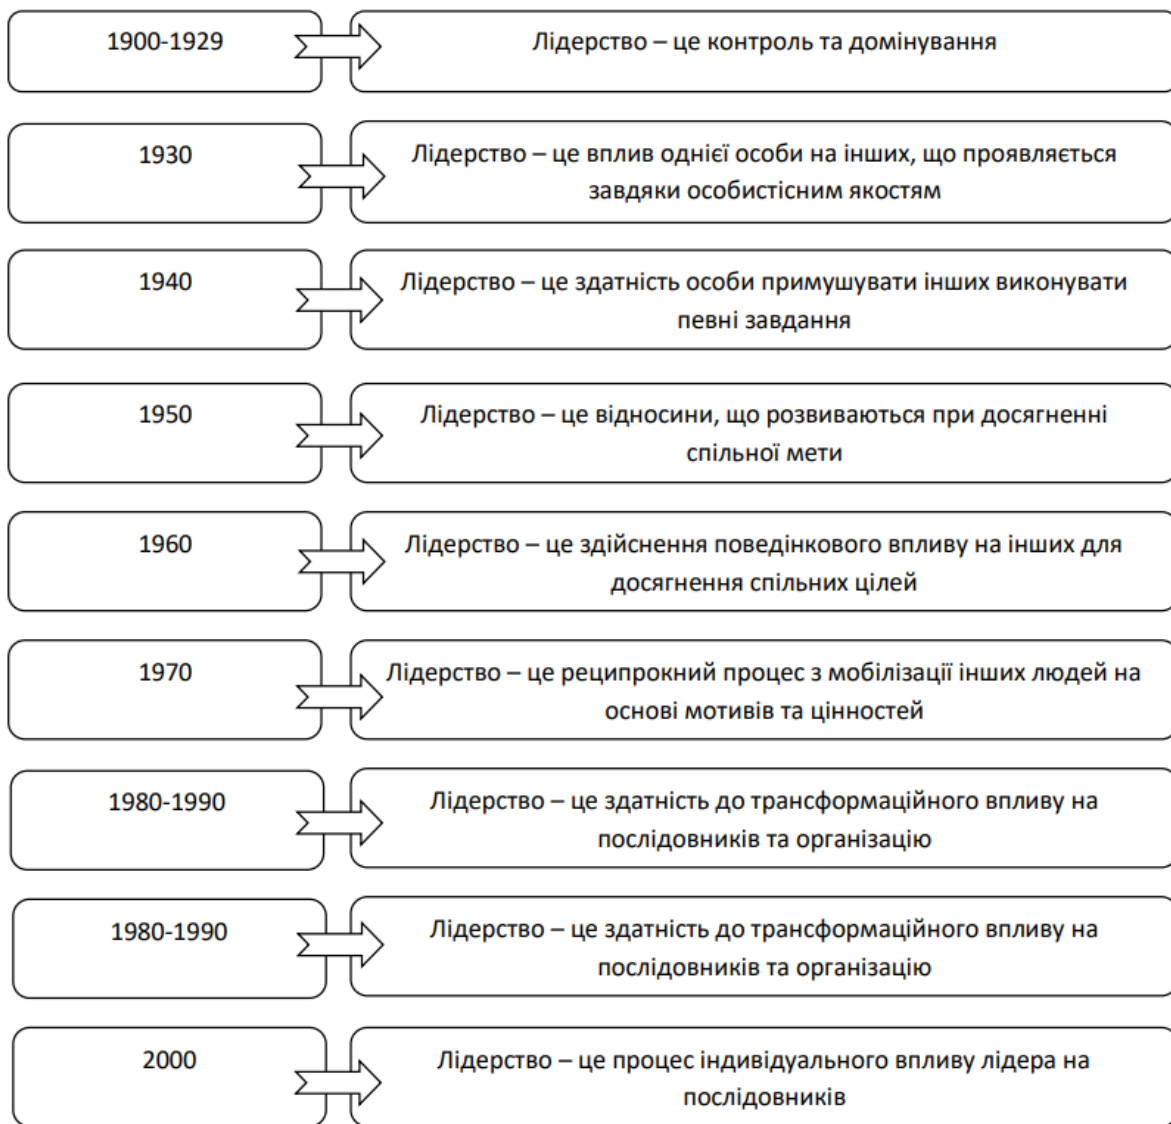 1900-1929
Лідерство – це контроль та домінування
1930
Лідерство – це вплив однієї особи на інших, що проявляється
завдяки особистісним якостям
1940
Лідерство – це здатність особи примушувати інших виконувати
певні завдання
1950
Лідерство – це відносини, що розвиваються при досягненні
спільної мети
1960
Лідерство – це здійснення поведінкового впливу на інших для
досягнення спільних цілей
1970
Лідерство – це реципрокний процес з мобілізації інших людей на
основі мотивів та цінностей
1980-1990
Лідерство – це здатність до трансформаційного впливу на
послідовників та організацію
1980-1990
Лідерство – це здатність до трансформаційного впливу на
послідовників та організацію
2000
Лідерство – це процес індивідуального впливу лідера на
послідовників